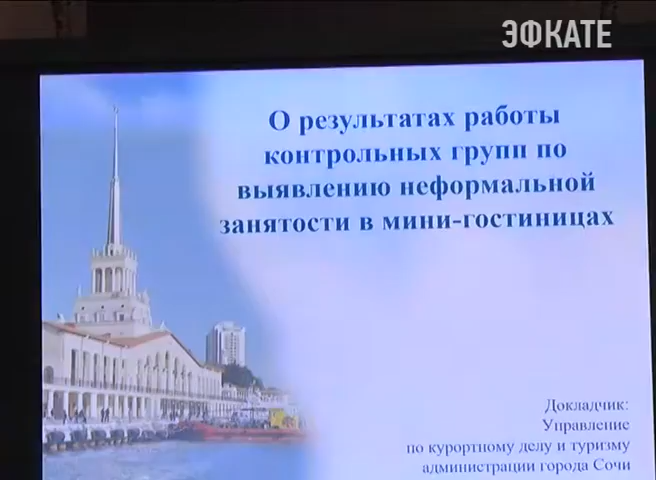 ЭФКАТЕ
О результатах работы
контрольных групп по
выявлению неформальной
занятости в мини-гостиницах
Докладчик:
Управление
по курортному делу и туризму
администрации города Сочи